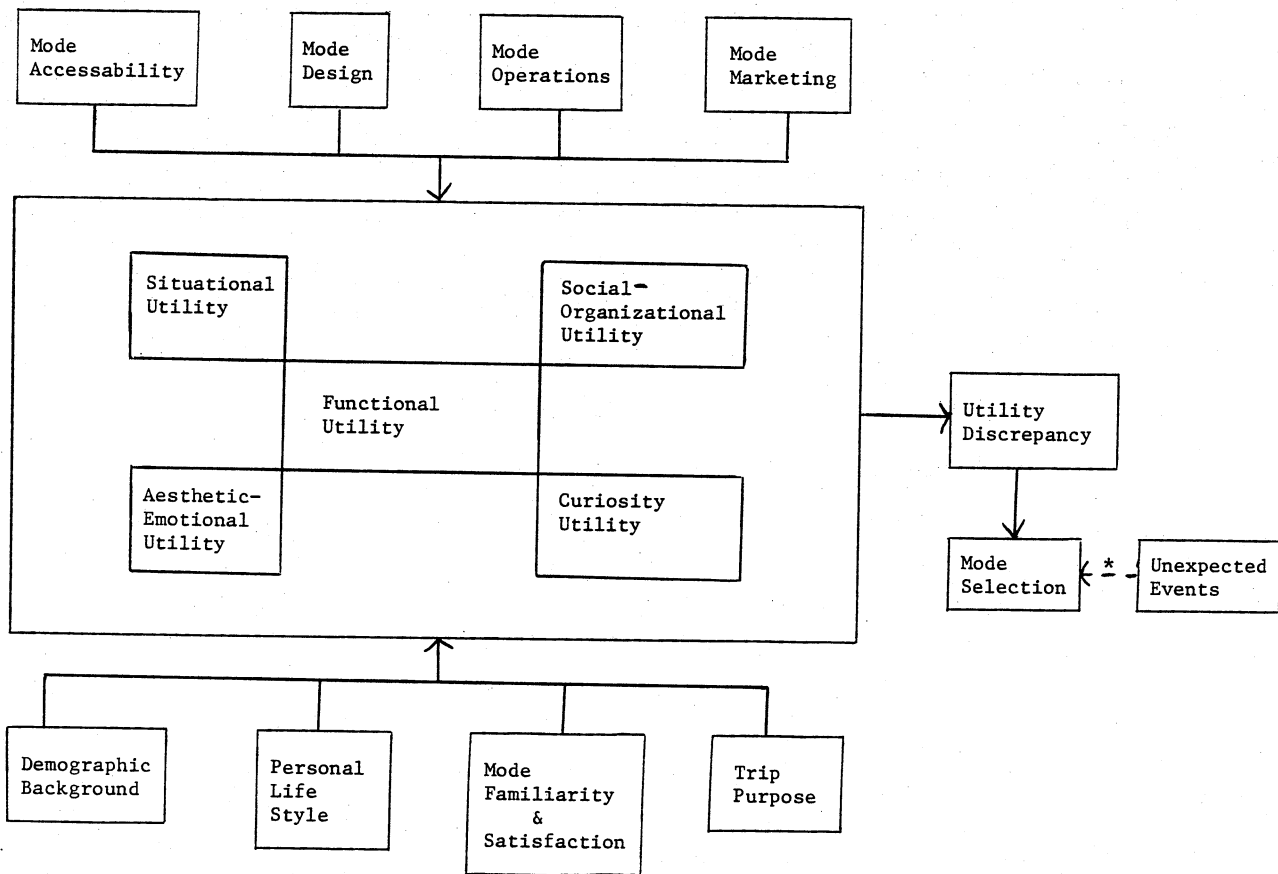 Mode
Accessability
Mode
Design
Mode
Operations
Mode
Marketing
Situational
Utility
Social-
Organizational
Utility
Functional
Utility
Aesthetic-
Emotional
Utility
Curiosity
Utility
Utility
Discrepancy
Mode
Selection
*
Unexpected
Events
Demographic
Background
Personal
Life
Style
Mode
Familiarity
&
Satisfaction
Trip
Purpose